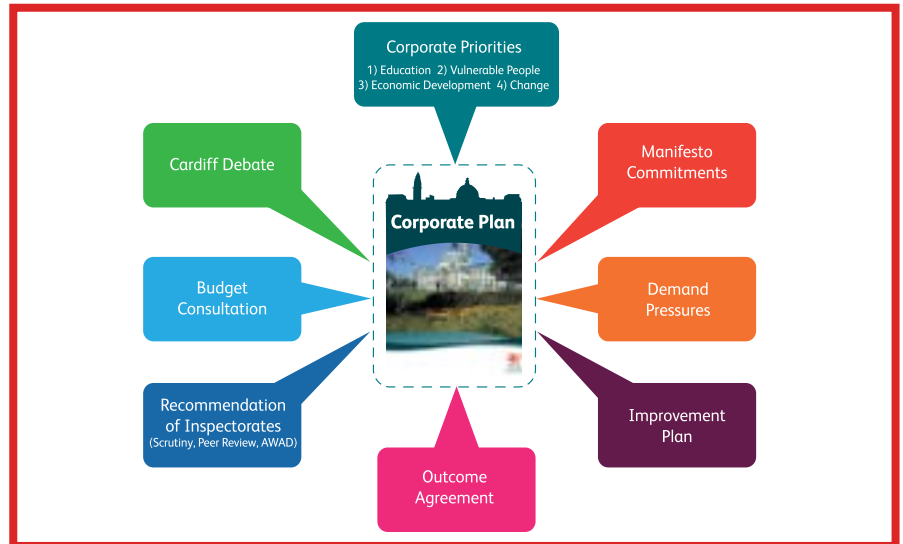 Corporate Priorities
1) Education 2) Vulnerable People
3) Economic Development 4) Change
Cardiff Debate
Manifesto
Commitments
Corporate Plan
Budget
Consultation
Demand
Pressures
Recommendation
of Inspectorates
(Scrutiny, Peer Review, AWAD)
Improvement
Plan
Outcome
Agreement